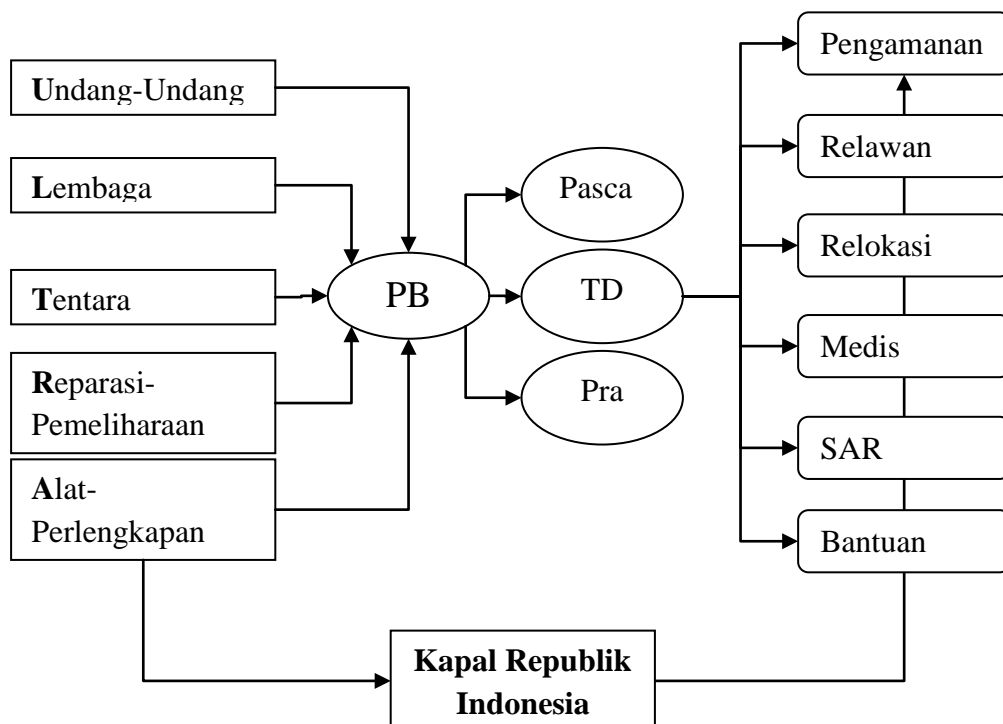 Undang-Undang
Lembaga
Tentara
Reparasi-
Pemeliharaan
Alat-
Perlengkapan
PB
Pasca
TD
Pra
Pengamanan
Relawan
Relokasi
Medis
SAR
Bantuan
Kapal Republik
Indonesia